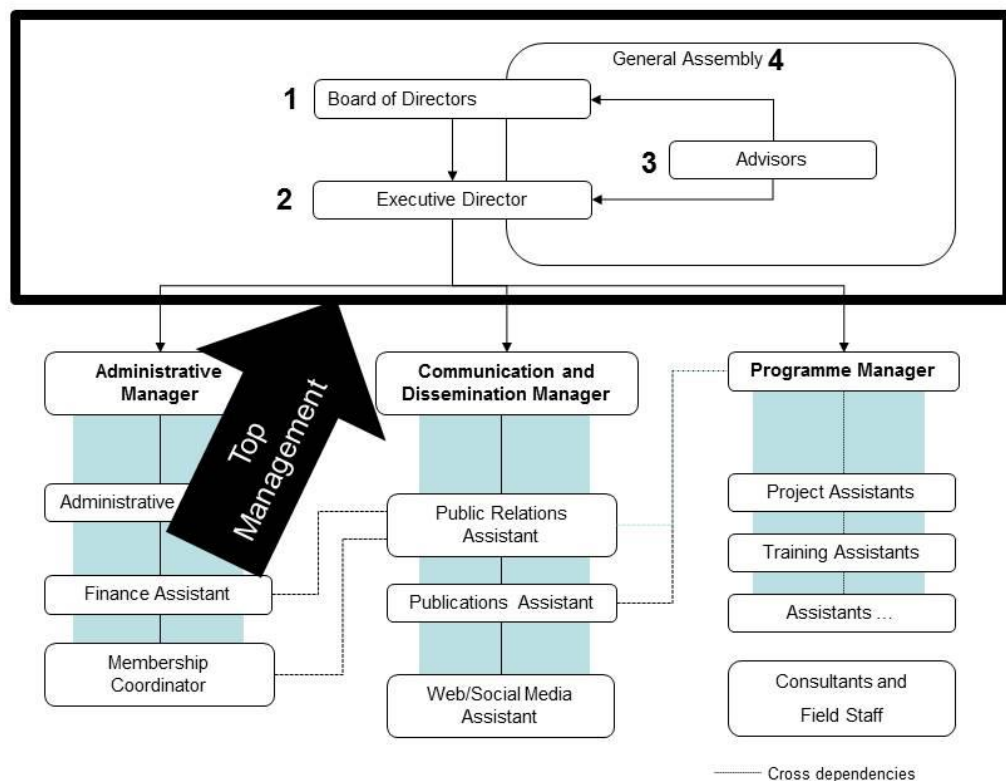 General Assembly 4
1 Board of Directors
3 Advisors
2 Executive Director
Administrative
Manager
Communication and
Dissemination Manager
Programme Manager
Top
Management
Administrative
Public Relations
Assistant
Project Assistants
Training Assistants
Finance Assistant
Publications Assistant
Assistants ...
Membership
Coordinator
Web/Social Media
Assistant
Consultants and
Field Staff
Cross dependencies